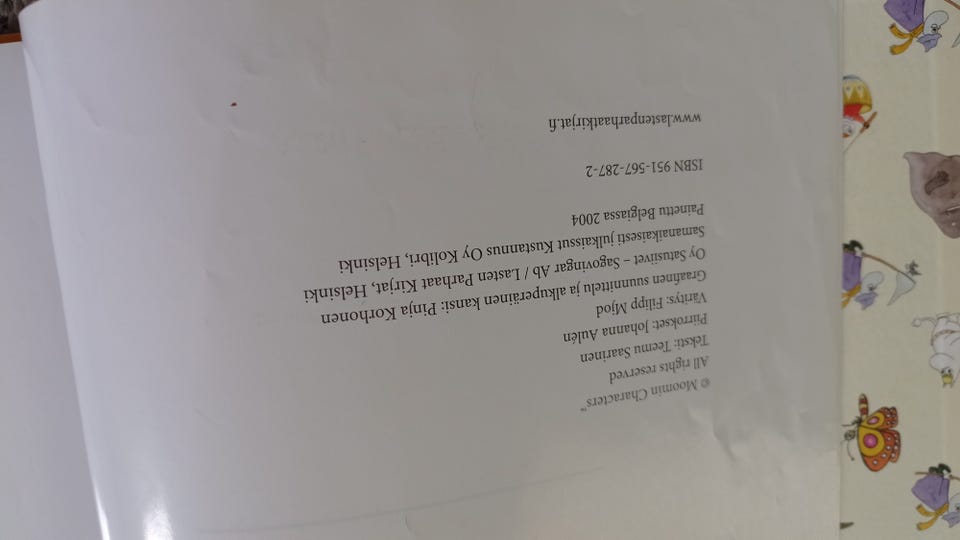 © Moomin Characters™
All rights reserved
Teksti: Teemu Saarinen
Piirrokset: Johanna Aulén
Väritys: Filipp Mjod
Graafinen suunnittelu ja alkuperäinen kansi: Pinja Korhonen
Oy Satusiivet – Sagovingar Ab / Lasten Parhaat Kirjat, Helsinki
Samanaikaisesti julkaissut Kustannus Oy Kolibri, Helsinki
Painettu Belgiassa 2004
ISBN 951-567-287-2
www.lastenparhaatkirjat.fi